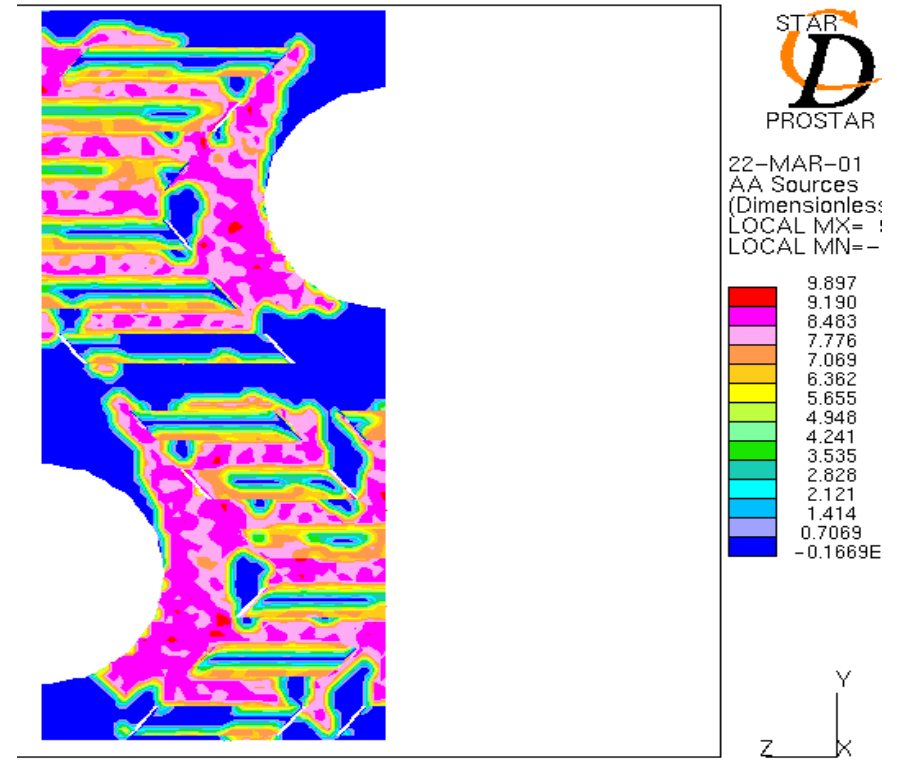 STAR
CD
PROSTAR
22-MAR-01
AA Sources
(Dimensionless
LOCAL MX=
LOCAL MN=-
9.897
9.190
8.483
7.776
7.069
6.362
5.655
4.948
4.241
3.535
2.828
2.121
1.414
0.7069
-0.1669E
Y
Z X